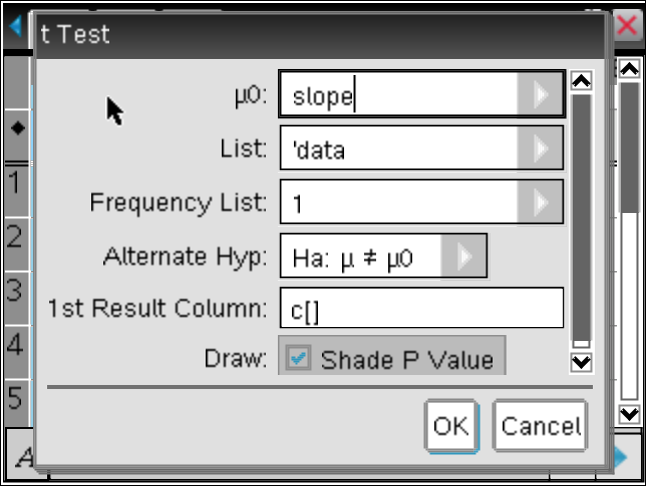 t Test
µ0: slope
List: 'data
Frequency List: 1
Alternate Hyp: Ha: µ ≠ µ0
1st Result Column: c[]
Draw: Shade P Value
OK Cancel
1
2
3
4
5
A